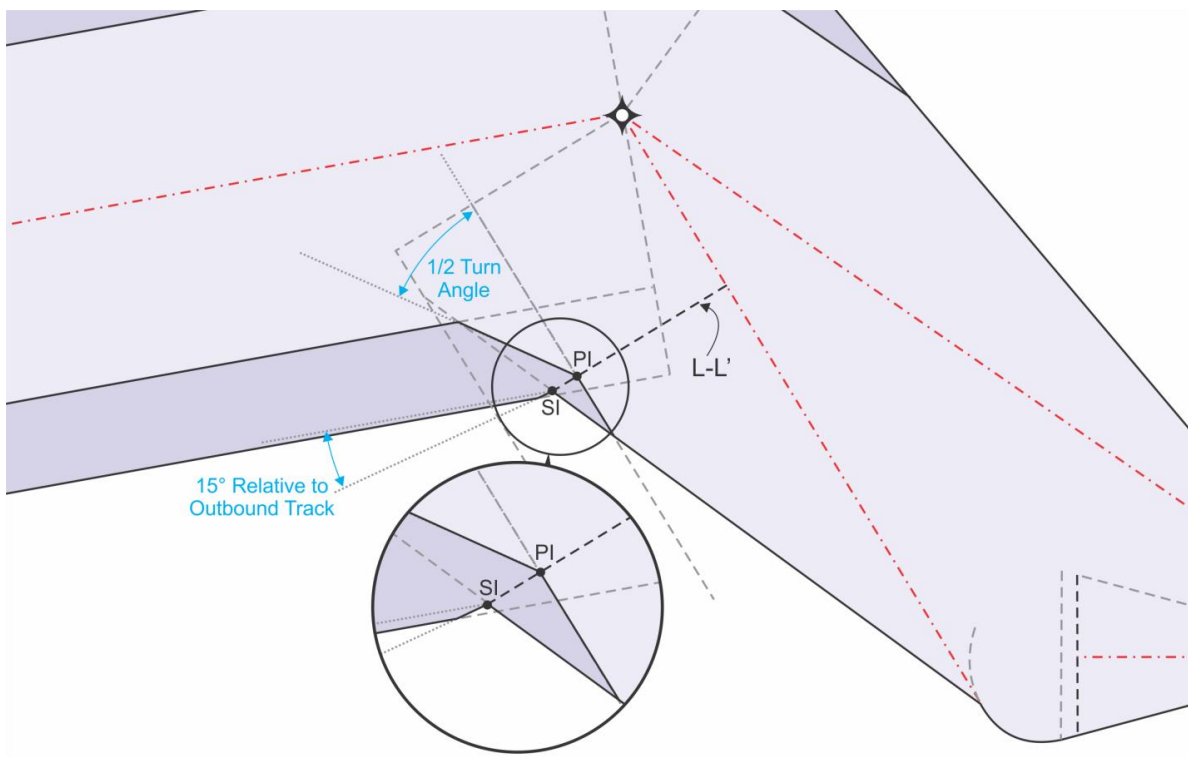 1/2 Turn
Angle
PI
L-L’
SI
15° Relative to
Outbound Track
PI
SI